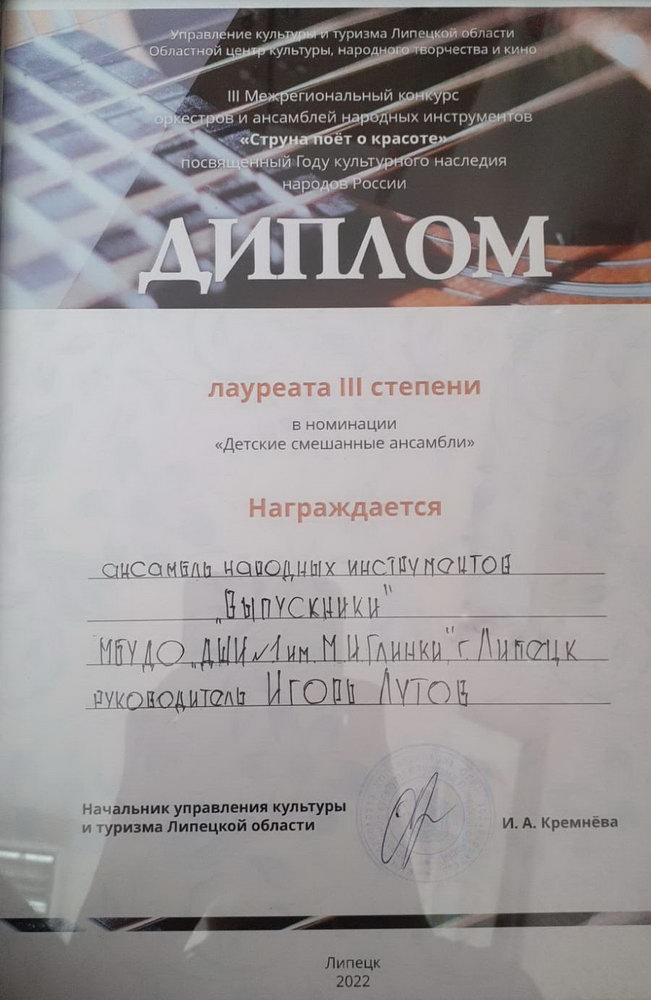 Управление культуры и туризма Липецкой области
Областной центр культуры, народного творчества и кино
III Межрегиональный конкурс
оркестров и ансамблей народных инструментов
«Струна поёт о красоте»
посвященный Году культурного наследия
народов России
ДИПЛОМ
лауреата III степени
в номинации
«Детские смешанные ансамбли»
Награждается
ансамбль народных инструментов
„Выпускники"
МБУДО „ДШИ №1 им. М.И Глинки," г. Липецк
руководитель Игорь Лутов
Начальник управления культуры
и туризма Липецкой области
И. А. Кремнёва
Липецк
2022